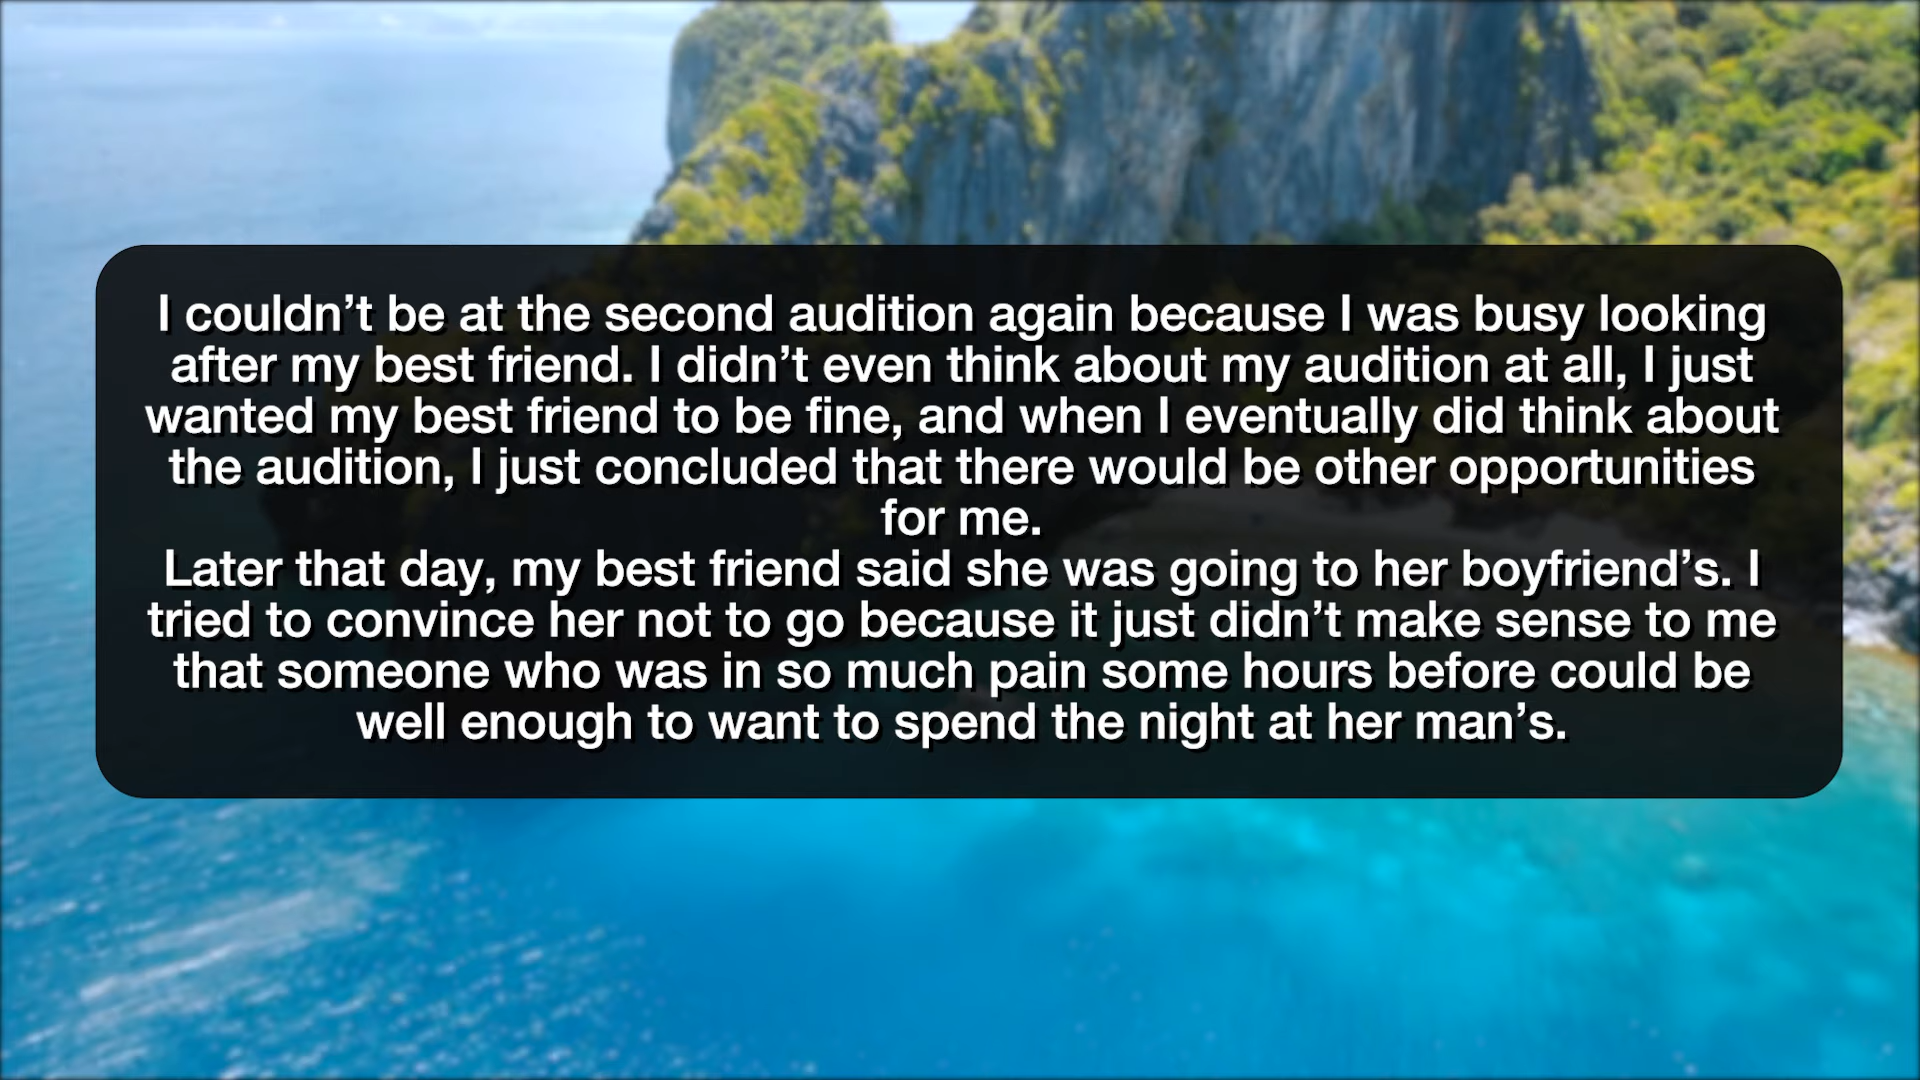 I couldn’t be at the second audition again because I was busy looking
after my best friend. I didn’t even think about my audition at all, I just
wanted my best friend to be fine, and when I eventually did think about
the audition, I just concluded that there would be other opportunities
for me.
Later that day, my best friend said she was going to her boyfriend’s. I
tried to convince her not to go because it just didn’t make sense to me
that someone who was in so much pain some hours before could be
well enough to want to spend the night at her man’s.